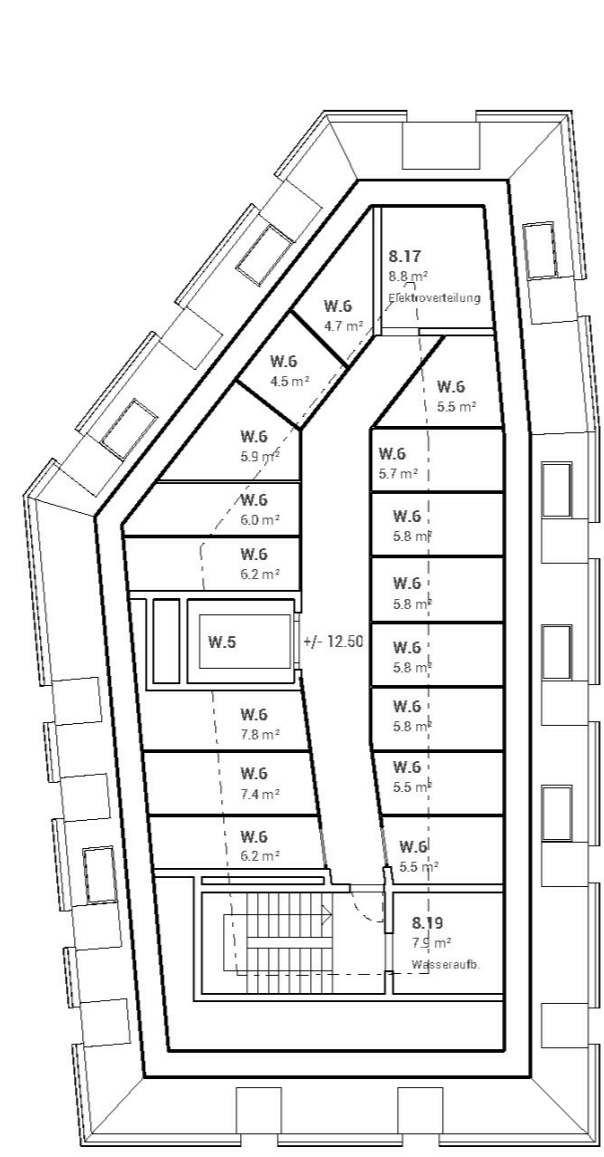 8.17
8.8 m²
Elektroverteilung
W.6
4.7 m²
W.6
4.5 m²
W.6
5.5 m²
W.6
5.9 m²
W.6
5.7 m²
W.6
6.0 m²
W.6
5.8 m²
W.6
6.2 m²
W.6
5.8 m²
W.5
+/- 12.50
W.6
5.8 m²
W.6
7.8 m²
W.6
5.8 m²
W.6
7.4 m²
W.6
5.5 m²
W.6
6.2 m²
W.6
5.5 m²
8.19
7.9 m²
Wasseraufb.